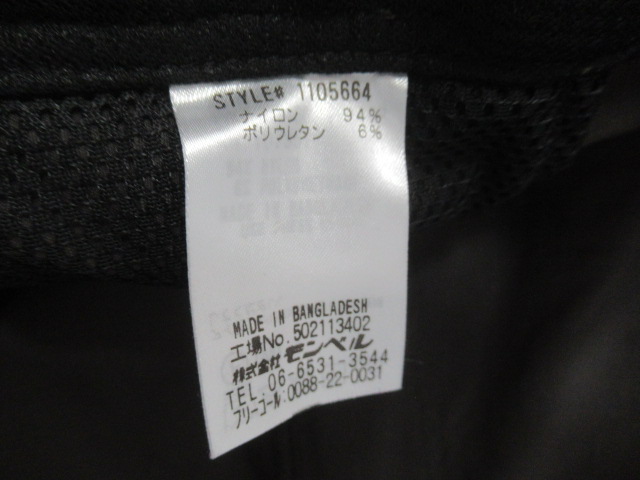 STYLE# 1105664
ナイロン 94%
ポリウレタン 6%
MADE IN BANGLADESH
工場No.502113402
株式会社 モンベル
TEL.06-6531-3544
フリーコール:0088-22-0031